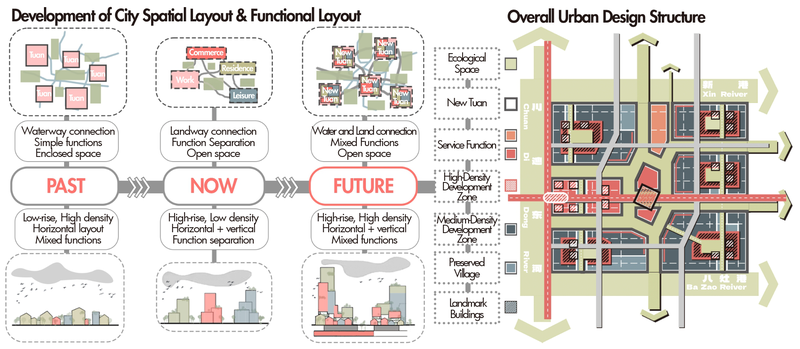 Development of City Spatial Layout & Functional Layout
Overall Urban Design Structure
Tuan
Tuan
Tuan
Tuan
Tuan
Commerce
Residence
Work
Leisure
New
Tuan
New
Tuan
New
Tuan
New
Tuan
New
Tuan
Waterway connection
Simple functions
Enclosed space
Landway connection
Function Separation
Open space
Water and Land connection
Mixed Functions
Open space
PAST
NOW
FUTURE
Low-rise, High density
Horizontal layout
Mixed functions
High-rise, Low density
Horizontal + vertical
Function separation
High-rise, High density
Horizontal + vertical
Mixed functions
Ecological
Space
New Tuan
Service Function
High-Density
Development
Zone
Medium-Density
Development
Zone
Preserved
Village
Landmark
Buildings
Xin Reiver
川
Chuan
Di
东
Dong
River
Ba Zao Reiver